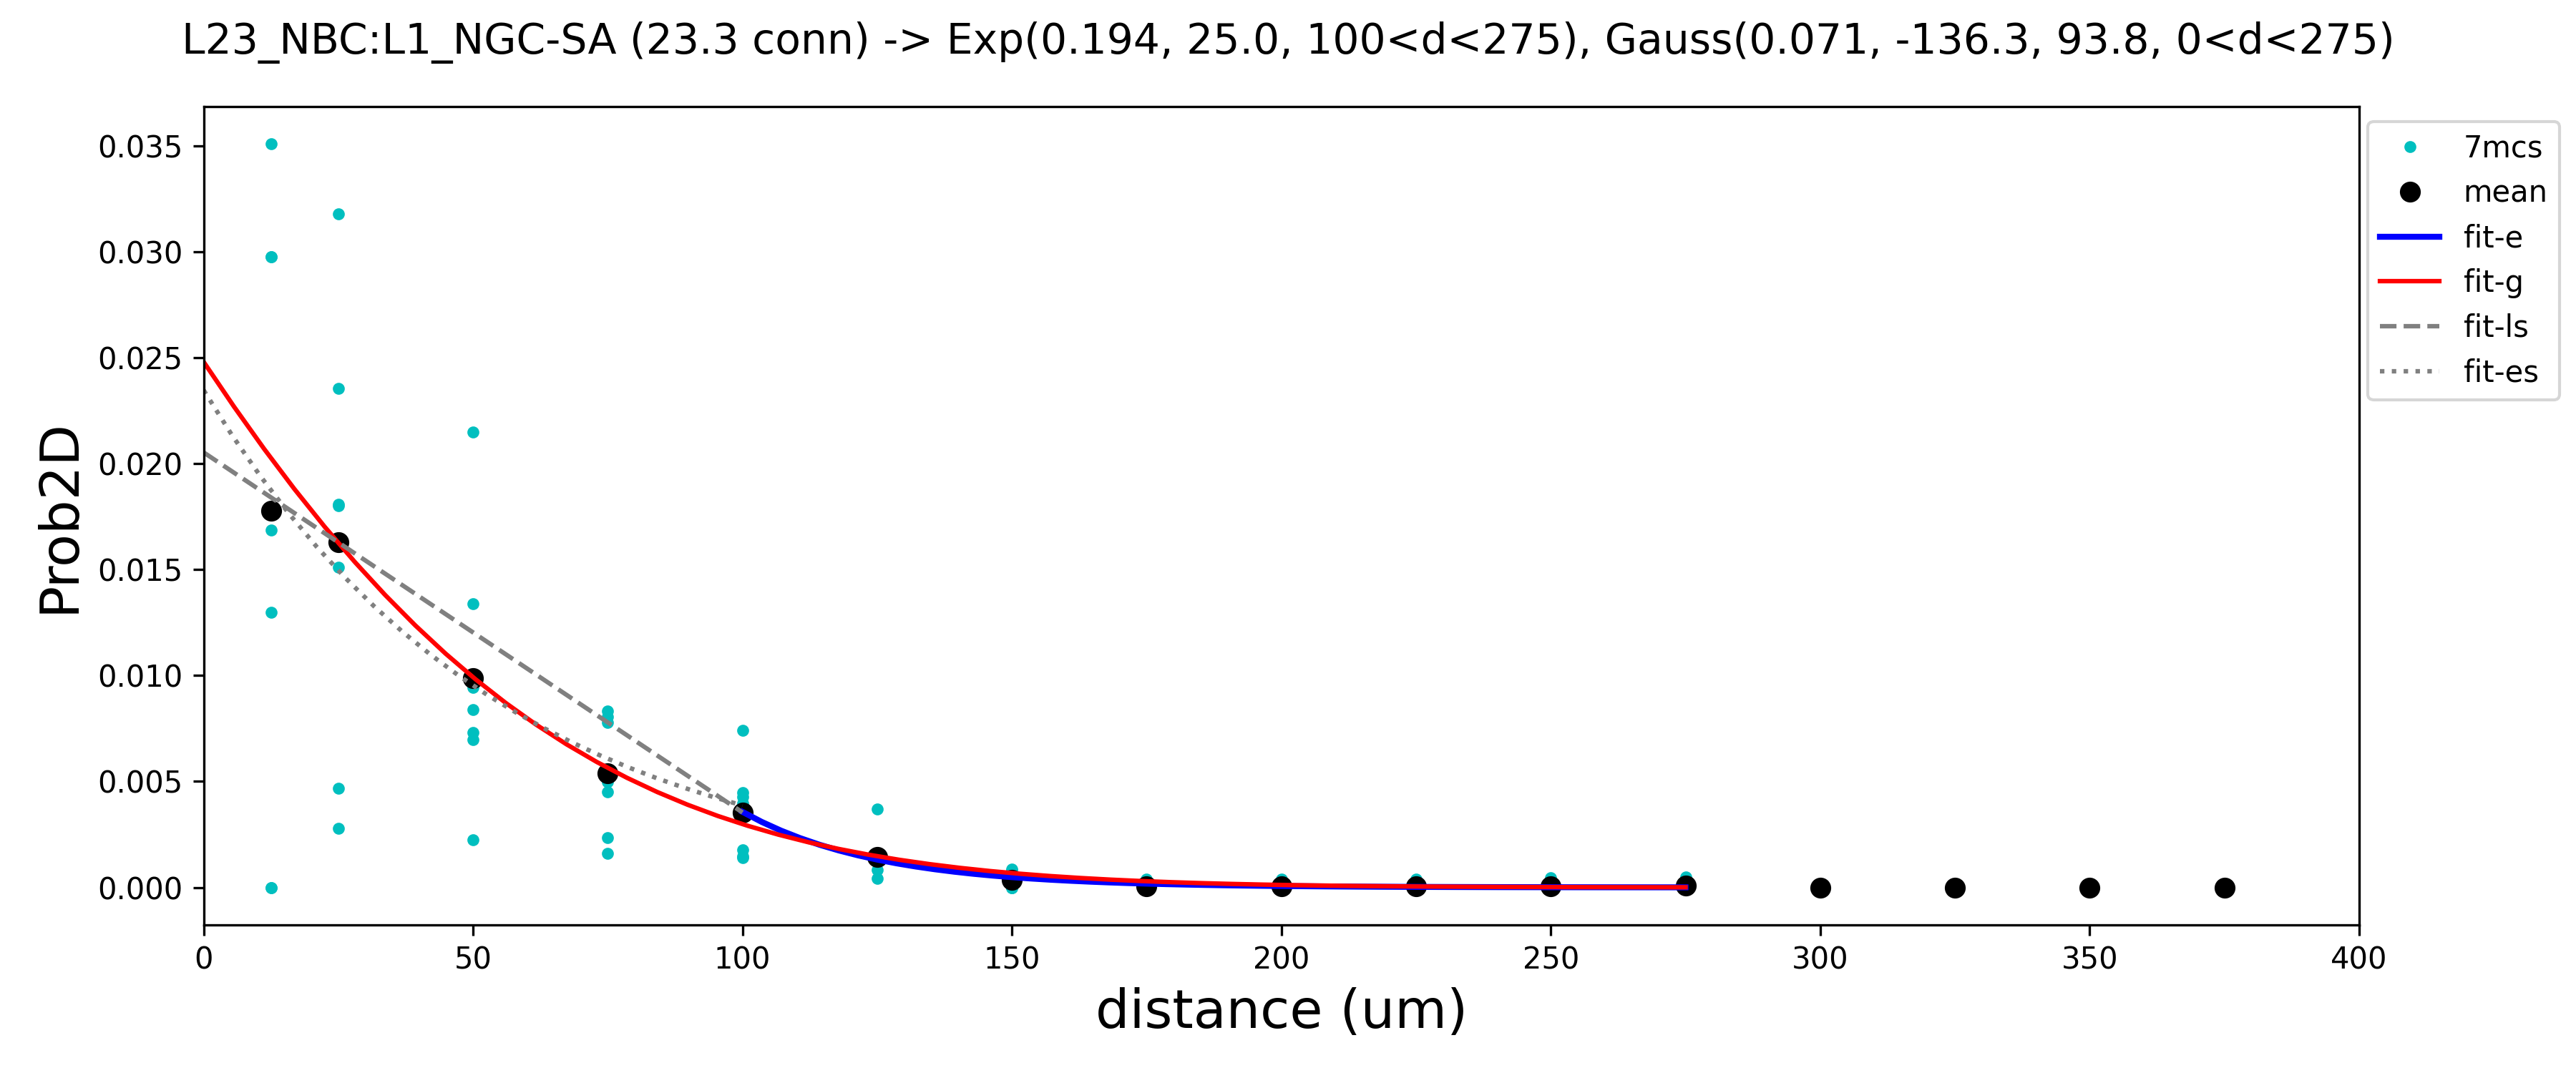 L23_NBC:L1_NGC-SA (23.3 conn) -> Exp(0.194, 25.0, 100<d<275), Gauss(0.071, -136.3, 93.8, 0<d<275)
0.035
0.030
0.025
0.020
0.015
0.010
0.005
0.000
Prob2D
0 50 100 150 200 250 300 350 400
distance (um)
7mcs
mean
fit-e
fit-g
fit-ls
fit-es